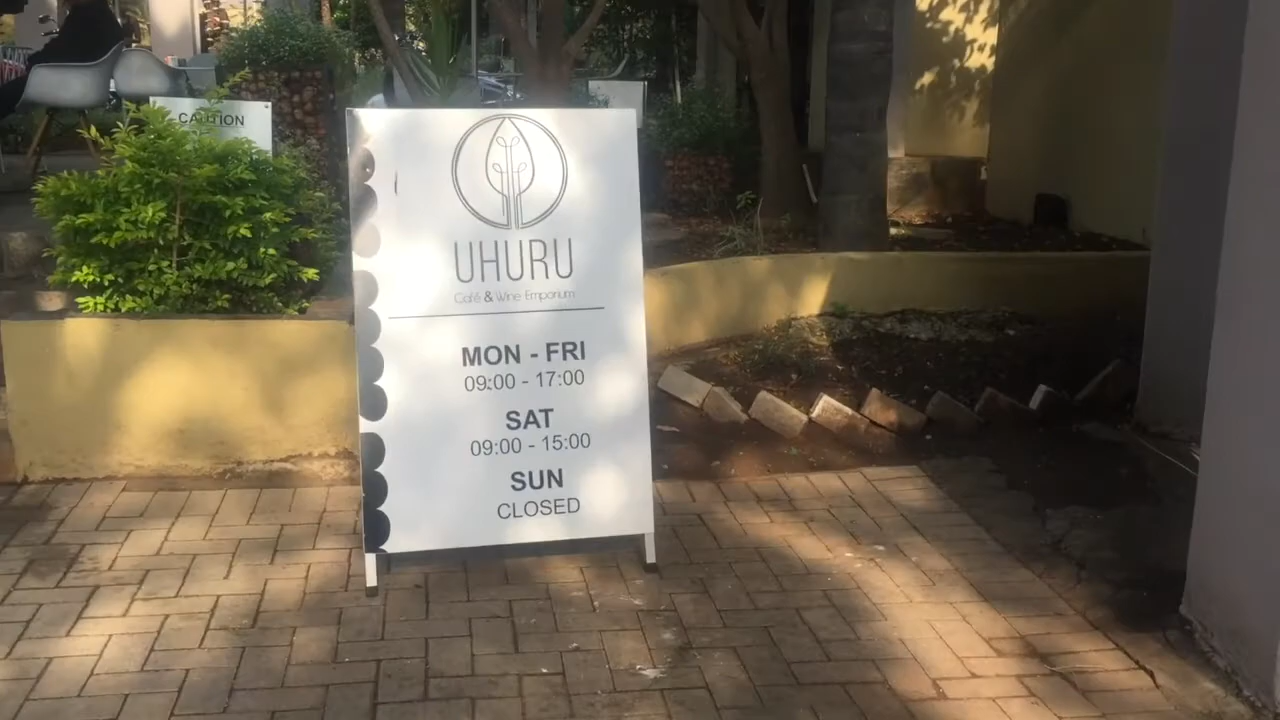 CAUTION
UHURU
Café & Wine Emporium
MON - FRI
09:00 - 17:00
SAT
09:00 - 15:00
SUN
CLOSED